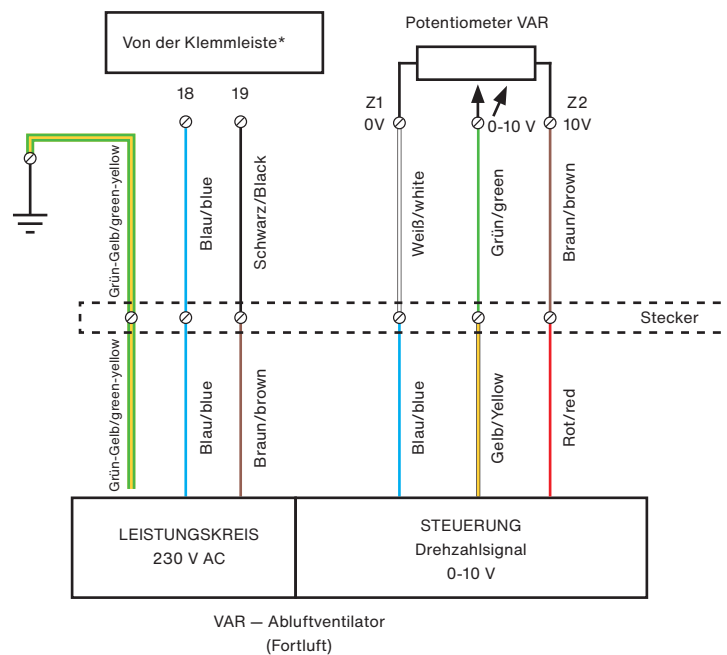 Von der Klemmleiste*
Potentiometer VAR
18
19
Z1
0V
0-10 V
Z2
10V
Grün-Gelb/green-yellow
Blau/blue
Schwarz/Black
Weiß/white
Grün/green
Braun/brown
Stecker
Grün-Gelb/green-yellow
Blau/blue
Braun/brown
Blau/blue
Gelb/Yellow
Rot/red
LEISTUNGSKREIS
230 V AC
STEUERUNG
Drehzahlsignal
0-10 V
VAR — Abluftventilator
(Fortluft)